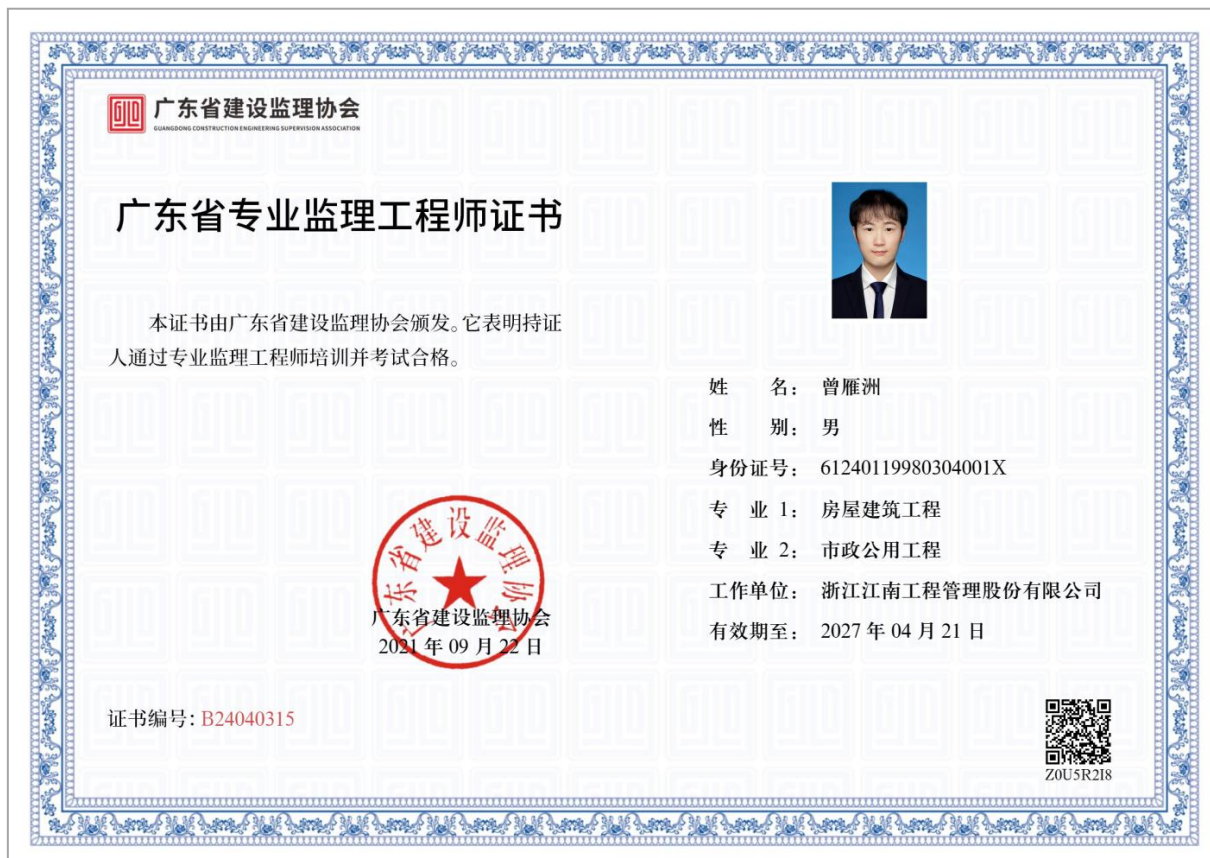 广东省建设监理协会
GUANGDONG CONSTRUCTION ENGINEERING SUPERVISION ASSOCIATION
广东省专业监理工程师证书
本证书由广东省建设监理协会颁发。它表明持证
人通过专业监理工程师培训并考试合格。
姓 名： 曾雁洲
性 别： 男
身份证号： 61240119980304001X
专 业 1： 房屋建筑工程
专 业 2： 市政公用工程
工作单位： 浙江江南工程管理股份有限公司
有效期至： 2027 年 04 月 21 日
广东省建设监理协会
广东省建设监理协会
2021 年 09 月 22 日
证书编号：B24040315
Z0U5R2I8